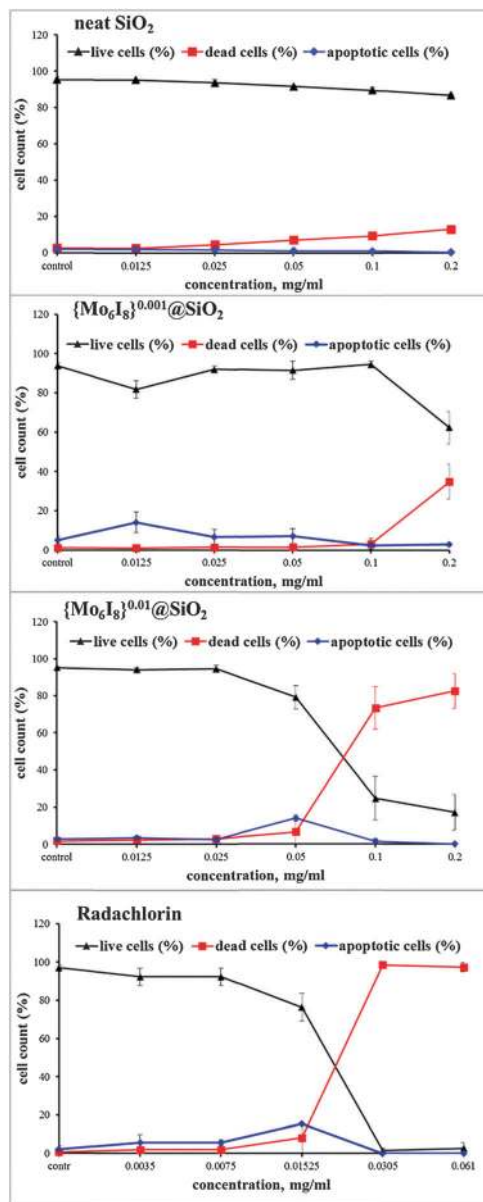 neat SiO₂
live cells (%) dead cells (%) apoptotic cells (%)
120
100
80
60
40
20
0
cell count (%)
control 0.0125 0.025 0.05 0.1 0.2
concentration, mg/ml
{Mo₆I₈}⁰·⁰⁰¹@SiO₂
live cells (%) dead cells (%) apoptotic cells (%)
120
100
80
60
40
20
0
cell count (%)
control 0.0125 0.025 0.05 0.1 0.2
concentration, mg/ml
{Mo₆I₈}⁰·⁰¹@SiO₂
live cells (%) dead cells (%) apoptotic cells (%)
120
100
80
60
40
20
0
cell count (%)
control 0.0125 0.025 0.05 0.1 0.2
concentration, mg/ml
Radachlorin
live cells (%) dead cells (%) apoptotic cells (%)
120
100
80
60
40
20
0
cell count (%)
contr 0.0035 0.0075 0.01525 0.0305 0.061
concentration, mg/ml